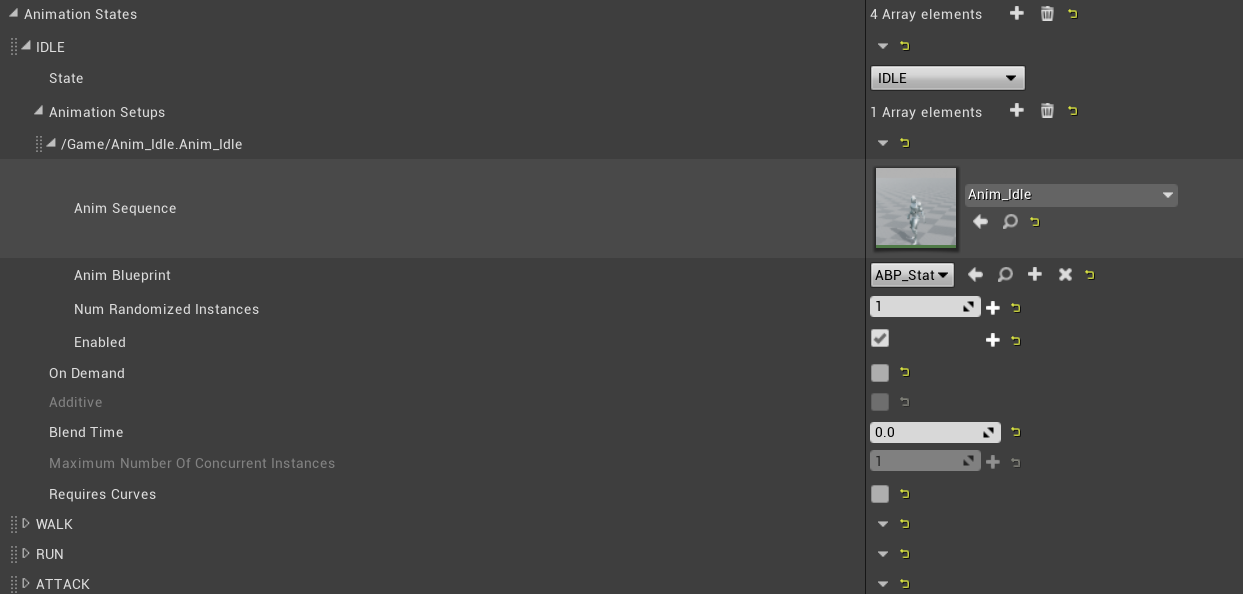 Animation States
4 Array elements
IDLE
State
IDLE
Animation Setups
1 Array elements
/Game/Anim_Idle.Anim_Idle
Anim Sequence
Anim_Idle
Anim Blueprint
ABP_Stat
Num Randomized Instances
1
Enabled
On Demand
Additive
Blend Time
0.0
Maximum Number Of Concurrent Instances
1
Requires Curves
WALK
RUN
ATTACK